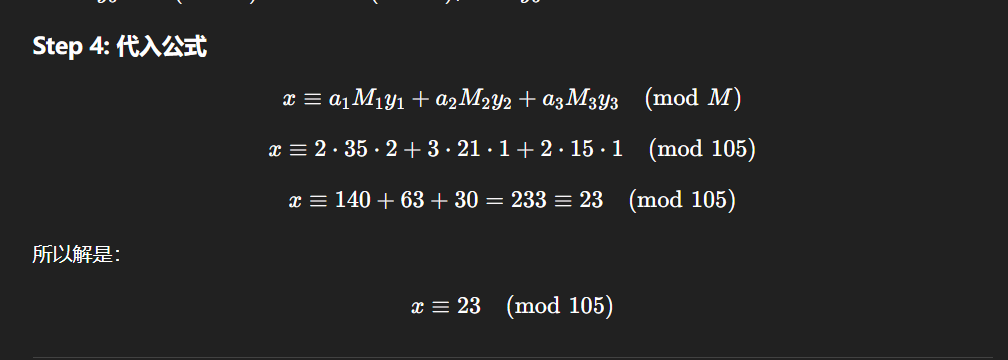 Step 4: 代入公式
x ≡ a₁M₁y₁ + a₂M₂y₂ + a₃M₃y₃ (mod M)
x ≡ 2 · 35 · 2 + 3 · 21 · 1 + 2 · 15 · 1 (mod 105)
x ≡ 140 + 63 + 30 = 233 ≡ 23 (mod 105)
所以解是：
x ≡ 23 (mod 105)